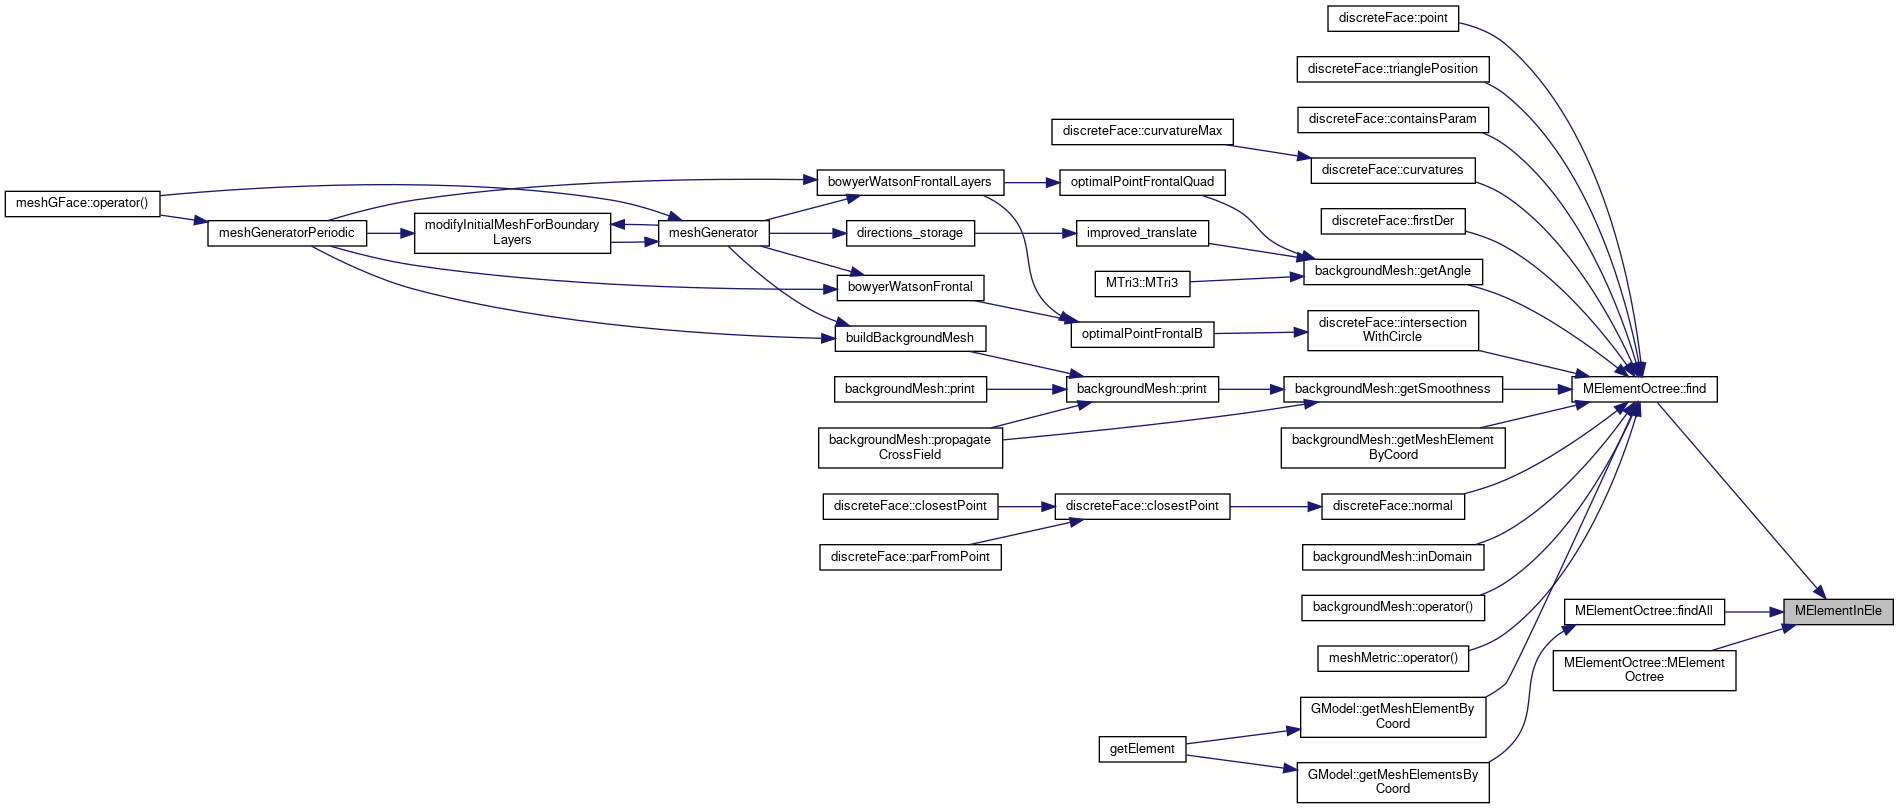 discreteFace::point
discreteFace::trianglePosition
discreteFace::containsParam
discreteFace::curvatureMax
discreteFace::curvatures
bowyerWatsonFrontalLayers
optimalPointFrontalQuad
meshGFace::operator()
discreteFace::firstDer
meshGeneratorPeriodic
modifyInitialMeshForBoundary
Layers
meshGenerator
directions_storage
improved_translate
backgroundMesh::getAngle
MTri3::MTri3
bowyerWatsonFrontal
discreteFace::intersection
WithCircle
optimalPointFrontalB
buildBackgroundMesh
backgroundMesh::print
backgroundMesh::print
backgroundMesh::getSmoothness
MElementOctree::find
backgroundMesh::propagate
CrossField
backgroundMesh::getMeshElement
ByCoord
discreteFace::closestPoint
discreteFace::closestPoint
discreteFace::normal
discreteFace::parFromPoint
backgroundMesh::inDomain
backgroundMesh::operator()
MElementOctree::findAll
MElementInEle
meshMetric::operator()
MElementOctree::MElement
Octree
GModel::getMeshElementBy
Coord
getElement
GModel::getMeshElementsBy
Coord